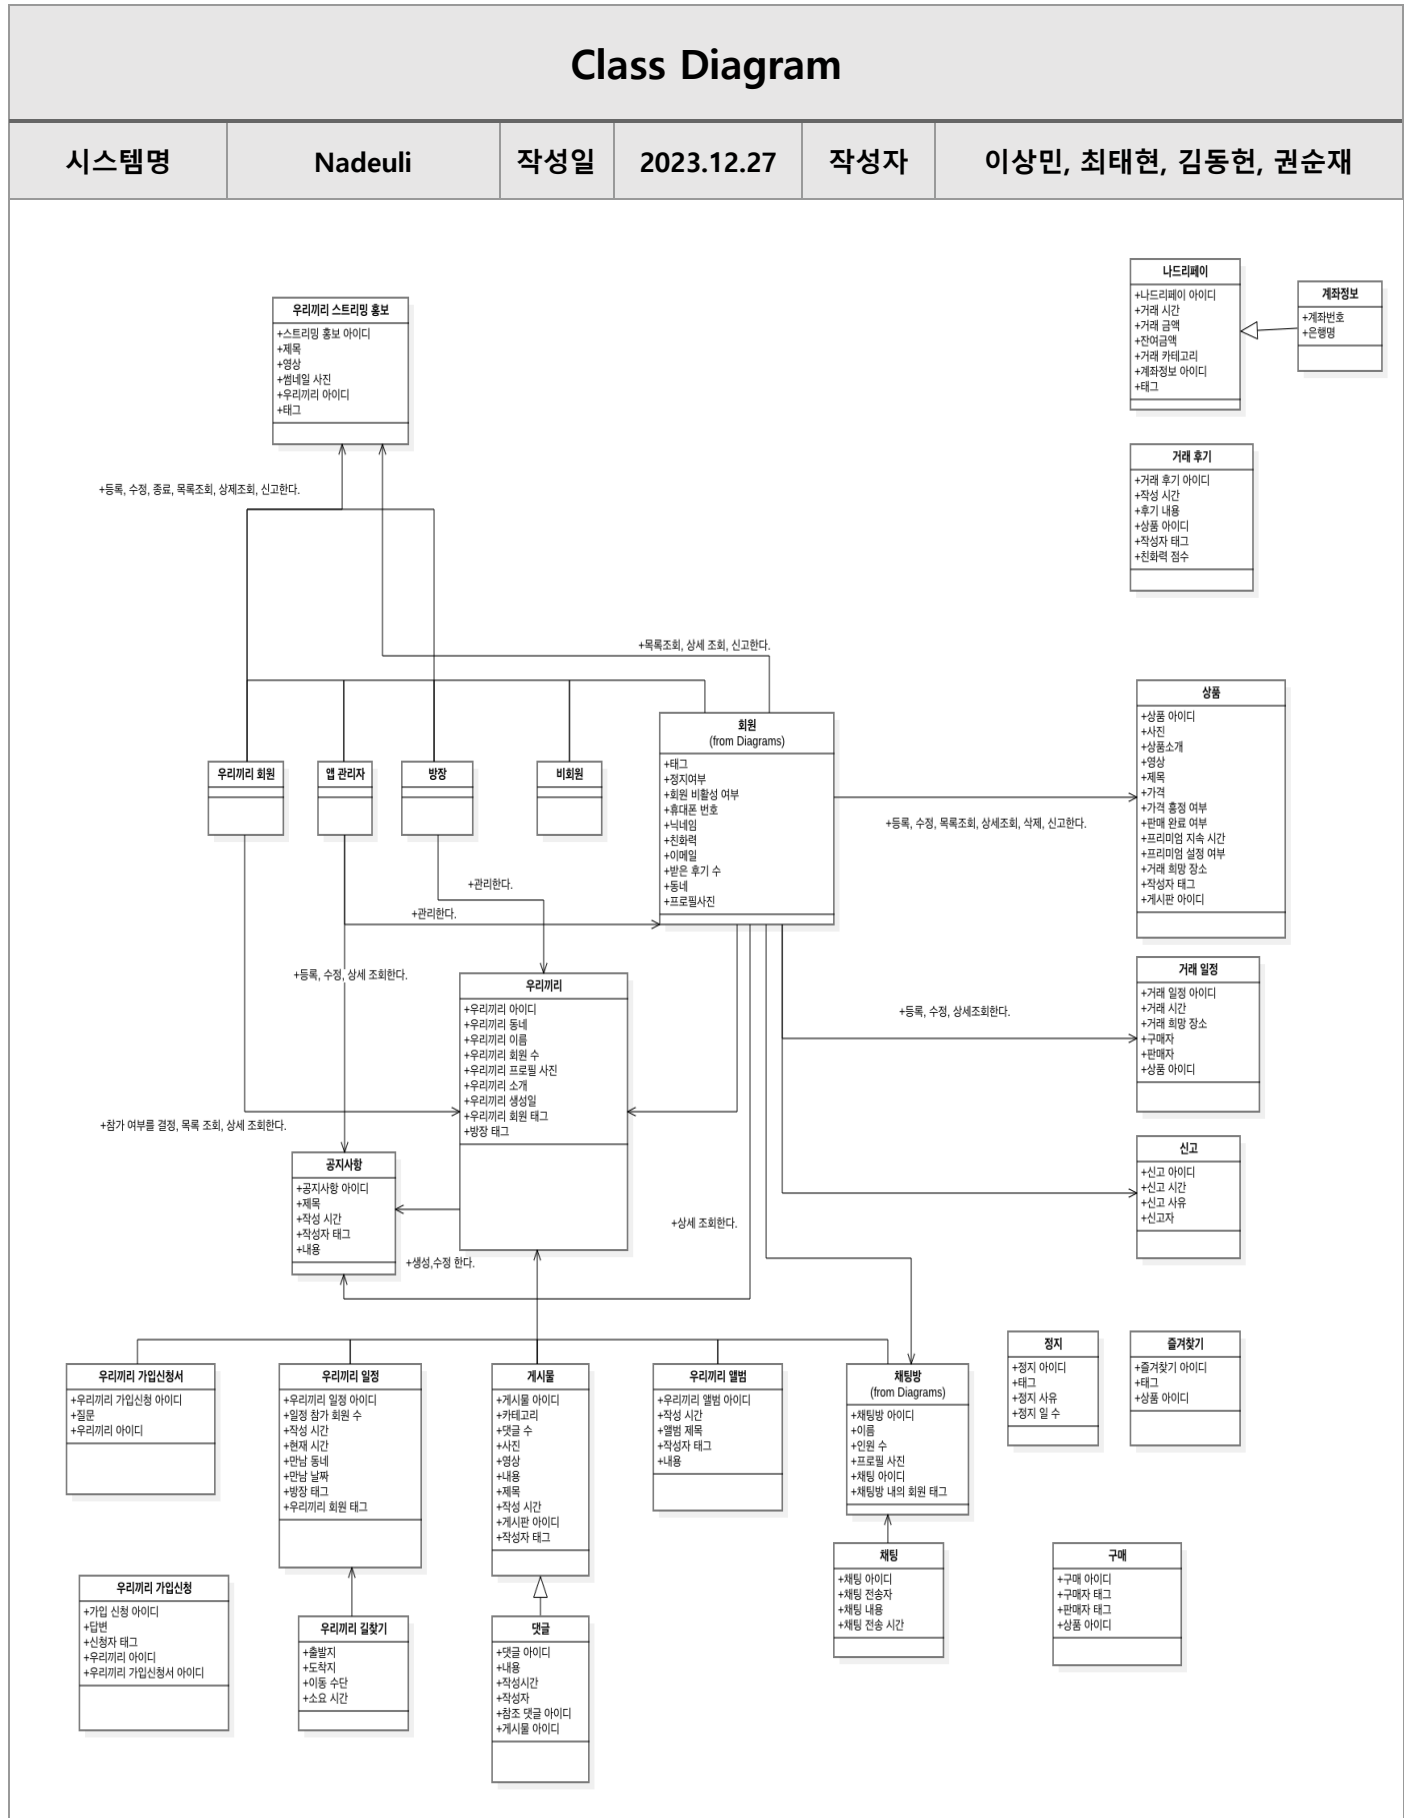 Class Diagram
시스템명
Nadeuli
작성일
2023.12.27
작성자
이상민, 최태현, 김동헌, 권순재
우리끼리 스트리밍 홍보
+스트리밍 홍보 아이디
+제목
+영상
+썸네일 사진
+우리끼리 아이디
+태그
나드리페이
+나드리페이 아이디
+거래 시간
+거래 금액
+잔여금액
+거래 카테고리
+계좌정보 아이디
+태그
계좌정보
+계좌번호
+은행명
거래 후기
+거래 후기 아이디
+작성 시간
+후기 내용
+상품 아이디
+작성자 태그
+친화력 점수
+등록, 수정, 종료, 목록조회, 상제조회, 신고한다.
+목록조회, 상세 조회, 신고한다.
우리끼리 회원
앱 관리자
방장
비회원
회원
(from Diagrams)
+태그
+정지여부
+회원 비활성 여부
+휴대폰 번호
+닉네임
+친화력
+이메일
+받은 후기 수
+동네
+프로필사진
+등록, 수정, 목록조회, 상세조회, 삭제, 신고한다.
상품
+상품 아이디
+사진
+상품소개
+영상
+제목
+가격
+가격 흥정 여부
+판매 완료 여부
+프리미엄 지속 시간
+프리미엄 설정 여부
+거래 희망 장소
+작성자 태그
+게시판 아이디
+관리한다.
+관리한다.
+등록, 수정, 상세 조회한다.
우리끼리
+우리끼리 아이디
+우리끼리 동네
+우리끼리 이름
+우리끼리 회원 수
+우리끼리 프로필 사진
+우리끼리 소개
+우리끼리 생성일
+우리끼리 회원 태그
+방장 태그
+등록, 수정, 상세조회한다.
거래 일정
+거래 일정 아이디
+거래 시간
+거래 희망 장소
+구매자
+판매자
+상품 아이디
+참가 여부를 결정, 목록 조회, 상세 조회한다.
공지사항
+공지사항 아이디
+제목
+작성 시간
+작성자 태그
+내용
+생성,수정 한다.
+상세 조회한다.
신고
+신고 아이디
+신고 시간
+신고 사유
+신고자
우리끼리 가입신청서
+우리끼리 가입신청 아이디
+질문
+우리끼리 아이디
우리끼리 일정
+우리끼리 일정 아이디
+일정 참가 회원 수
+작성 시간
+현재 시간
+만남 동네
+만남 날짜
+방장 태그
+우리끼리 회원 태그
게시물
+게시물 아이디
+카테고리
+댓글 수
+사진
+영상
+내용
+제목
+작성 시간
+게시판 아이디
+작성자 태그
우리끼리 앨범
+우리끼리 앨범 아이디
+작성 시간
+앨범 제목
+작성자 태그
+내용
채팅방
(from Diagrams)
+채팅방 아이디
+이름
+인원 수
+프로필 사진
+채팅 아이디
+채팅방 내의 회원 태그
정지
+정지 아이디
+태그
+정지 사유
+정지 일 수
즐겨찾기
+즐겨찾기 아이디
+태그
+상품 아이디
우리끼리 가입신청
+가입 신청 아이디
+답변
+신청자 태그
+우리끼리 아이디
+우리끼리 가입신청서 아이디
우리끼리 길찾기
+출발지
+도착지
+이동 수단
+소요 시간
댓글
+댓글 아이디
+내용
+작성시간
+작성자
+참조 댓글 아이디
+게시물 아이디
채팅
+채팅 아이디
+채팅 전송자
+채팅 내용
+채팅 전송 시간
구매
+구매 아이디
+구매자 태그
+판매자 태그
+상품 아이디